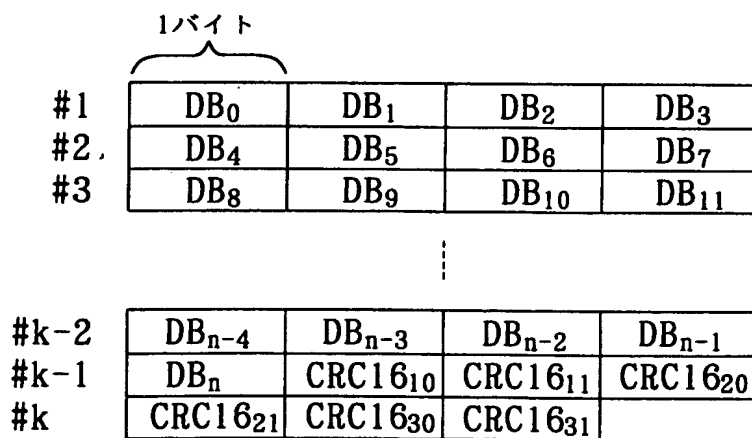 1バイト
#1 DB₀ DB₁ DB₂ DB₃
#2 DB₄ DB₅ DB₆ DB₇
#3 DB₈ DB₉ DB₁₀ DB₁₁
#k-2 DBₙ₋₄ DBₙ₋₃ DBₙ₋₂ DBₙ₋₁
#k-1 DBₙ CRC16₁₀ CRC16₁₁ CRC16₂₀
#k CRC16₂₁ CRC16₃₀ CRC16₃₁